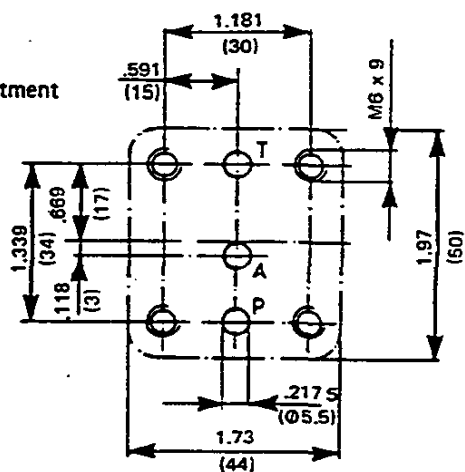 1.181
(30)
.591
(15)
tment
M6 x 9
T
.669
(17)
1.339
(34)
.118
(3)
A
P
1.97
(50)
.217 S
(Ø5.5)
1.73
(44)